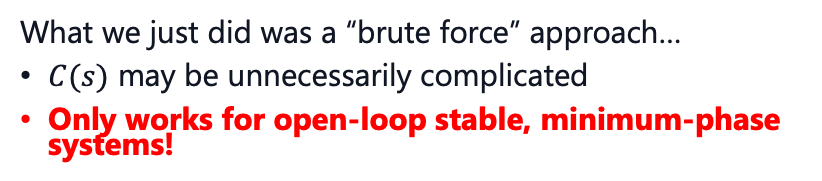 What we just did was a “brute force” approach…
• C(s) may be unnecessarily complicated
• Only works for open-loop stable, minimum-phase
systems!